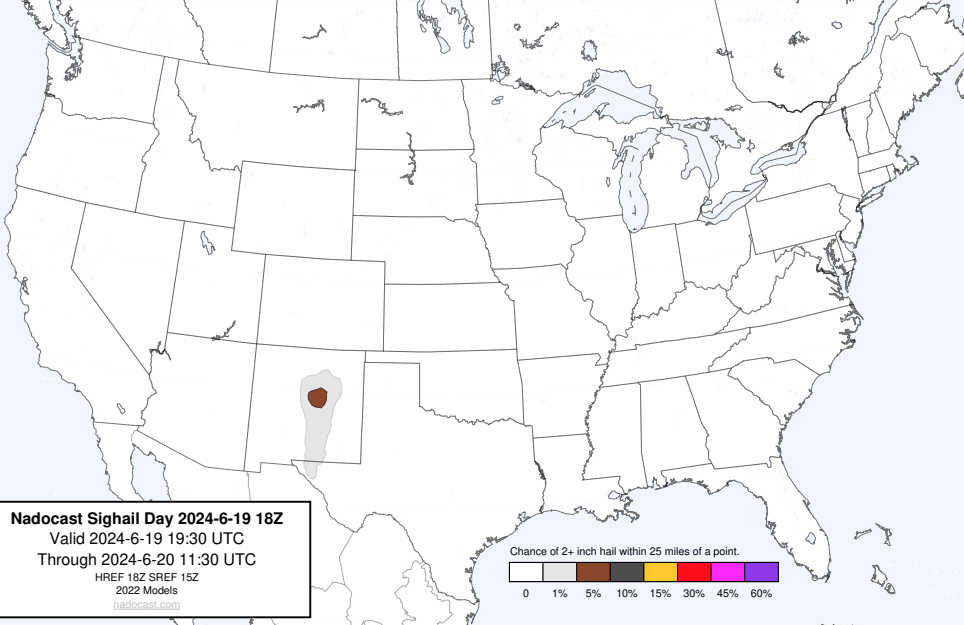 Nadocast Sighail Day 2024-6-19 18Z
Valid 2024-6-19 19:30 UTC
Through 2024-6-20 11:30 UTC
HREF 18Z SREF 15Z
2022 Models
nadocast.com
Chance of 2+ inch hail within 25 miles of a point.
0 1% 5% 10% 15% 30% 45% 60%